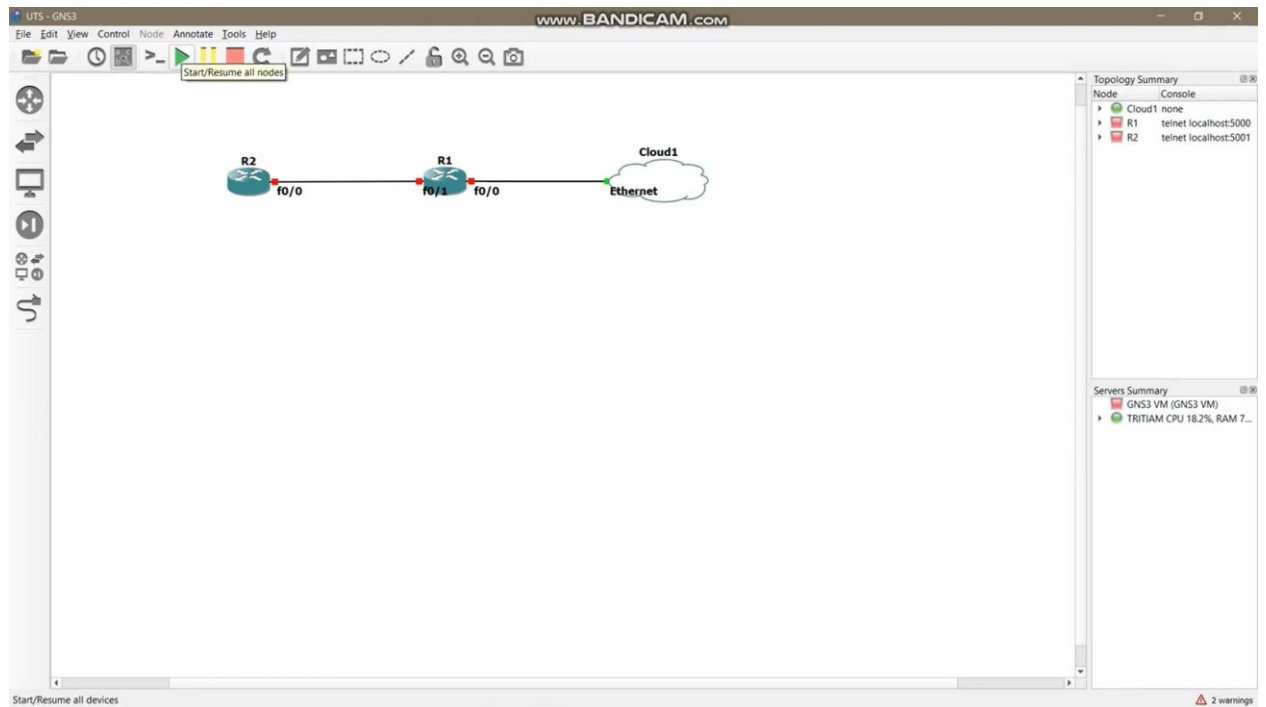 UTS - GNS3
www.BANDICAM.com
File Edit View Control Node Annotate Tools Help
Start/Resume all nodes
Topology Summary
Node Console
Cloud1 none
R1 telnet localhost:5000
R2 telnet localhost:5001
R2
R1
Cloud1
f0/0
f0/1
f0/0
Ethernet
Servers Summary
GNS3 VM (GNS3 VM)
TRITIAM CPU 18.2%, RAM 7...
Start/Resume all devices
2 warnings